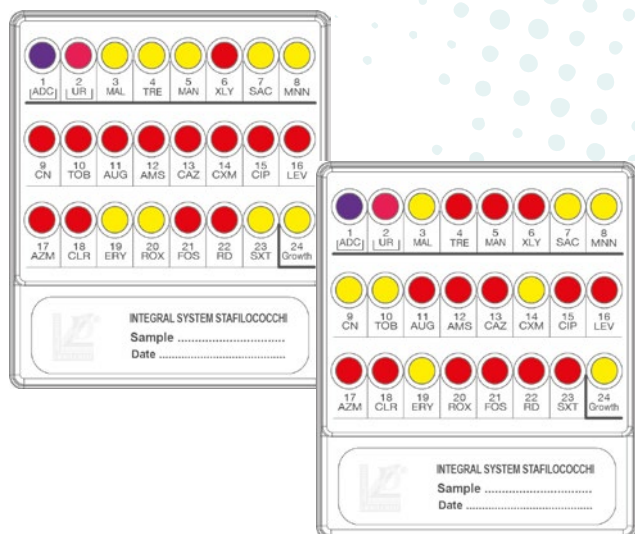 1 2 3 4 5 6 7 8
ADC UR MAL TRE MAN XLY SAC MNN
9 10 11 12 13 14 15 16
CN TOB AUG AMS CAZ CXM CIP LEV
17 18 19 20 21 22 23 24
AZM CLR ERY ROX FOS RD SXT Growth
INTEGRAL SYSTEM STAFILOCOCCHI
Sample ........................
Date .............................
1 2 3 4 5 6 7 8
ADC UR MAL TRE MAN XLY SAC MNN
9 10 11 12 13 14 15 16
CN TOB AUG AMS CAZ CXM CIP LEV
17 18 19 20 21 22 23 24
AZM CLR ERY ROX FOS RD SXT Growth
INTEGRAL SYSTEM STAFILOCOCCHI
Sample ........................
Date .............................